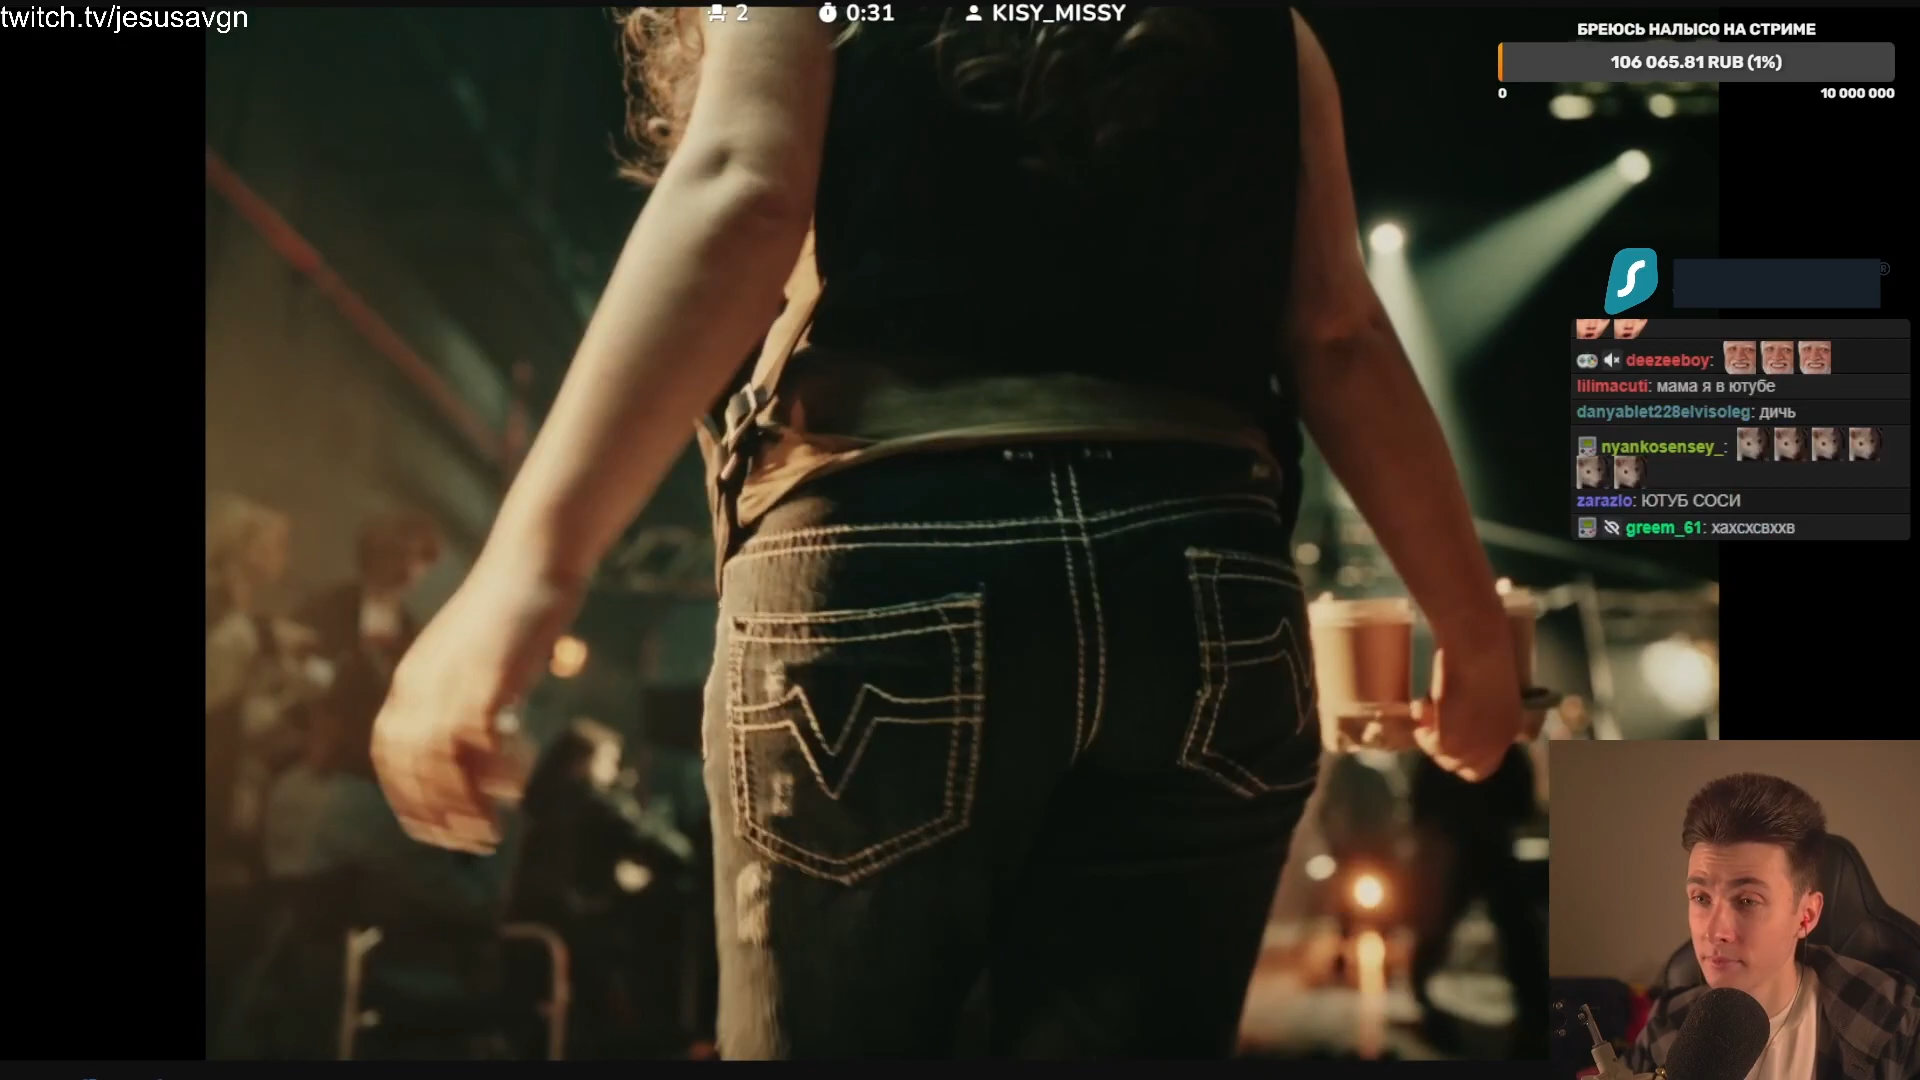 twitch.tv/jesusavgn
2
0:31
KISY_MISSY
БРЕЮСЬ НАЛЫСО НА СТРИМЕ
106 065.81 RUB (1%)
0
10 000 000
deezeeboy:
lilimacuti: мама я в ютубе
danyablet228elvisoleg: дичь
nyankosensey_:
zarazlo: ЮТУБ СОСИ
greem_61: хахсхсвххв